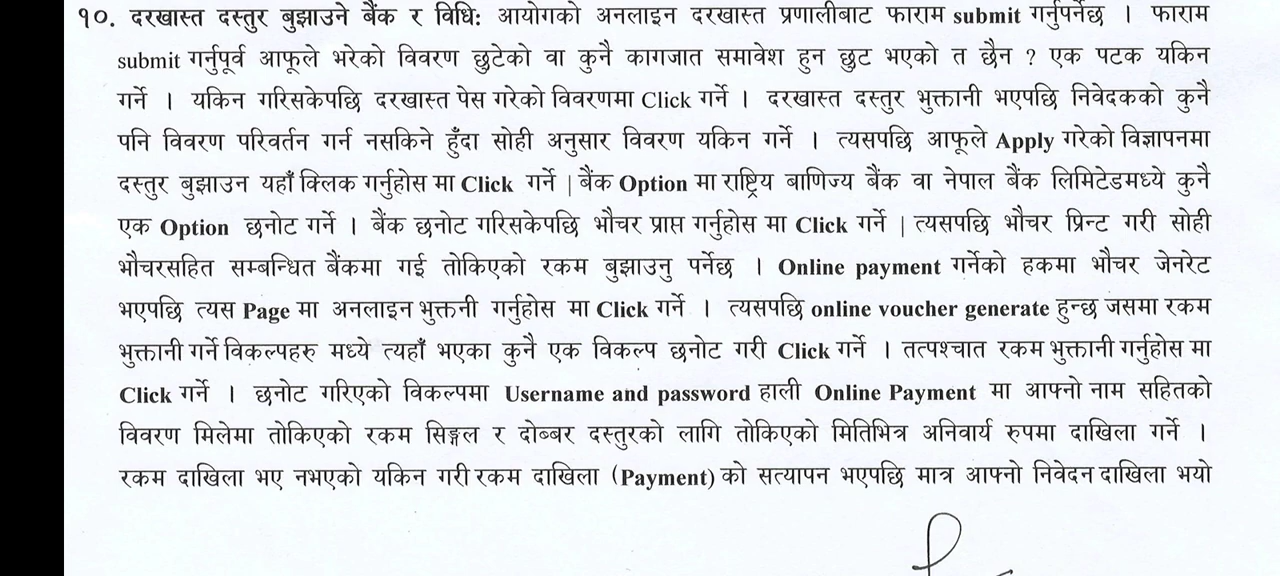 १०. दरखास्त दस्तुर बुझाउने बैंक र विधि: आयोगको अनलाइन दरखास्त प्रणालीबाट फाराम submit गर्नुपर्नेछ । फाराम
submit गर्नुपूर्व आफूले भरेको विवरण छुटेको वा कुनै कागजात समावेश हुन छुट भएको त छैन ? एक पटक यकिन
गर्ने । यकिन गरिसकेपछि दरखास्त पेस गरेको विवरणमा Click गर्ने । दरखास्त दस्तुर भुक्तानी भएपछि निवेदकको कुनै
पनि विवरण परिवर्तन गर्न नसकिने हुँदा सोही अनुसार विवरण यकिन गर्ने । त्यसपछि आफूले Apply गरेको विज्ञापनमा
दस्तुर बुझाउन यहाँ क्लिक गर्नुहोस मा Click गर्ने | बैंक Option मा राष्ट्रिय बाणिज्य बैंक वा नेपाल बैंक लिमिटेडमध्ये कुनै
एक Option छनोट गर्ने । बैंक छनोट गरिसकेपछि भौचर प्राप्त गर्नुहोस मा Click गर्ने | त्यसपछि भौचर प्रिन्ट गरी सोही
भौचरसहित सम्बन्धित बैंकमा गई तोकिएको रकम बुझाउनु पर्नेछ । Online payment गर्नेको हकमा भौचर जेनरेट
भएपछि त्यस Page मा अनलाइन भुक्तनी गर्नुहोस मा Click गर्ने । त्यसपछि online voucher generate हुन्छ जसमा रकम
भुक्तानी गर्ने विकल्पहरु मध्ये त्यहाँ भएका कुनै एक विकल्प छनोट गरी Click गर्ने । तत्पश्चात रकम भुक्तानी गर्नुहोस मा
Click गर्ने । छनोट गरिएको विकल्पमा Username and password हाली Online Payment मा आफ्नो नाम सहितको
विवरण मिलेमा तोकिएको रकम सिङ्गल र दोब्बर दस्तुरको लागि तोकिएको मितिभित्र अनिवार्य रुपमा दाखिला गर्ने ।
रकम दाखिला भए नभएको यकिन गरी रकम दाखिला (Payment) को सत्यापन भएपछि मात्र आफ्नो निवेदन दाखिला भयो